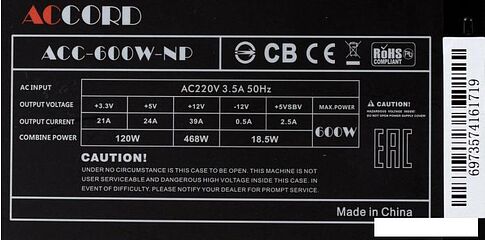 ACCORD
ACC-600W-NP
CB CE RoHS COMPLIANT
AC INPUT AC220V 3.5A 50Hz
OUTPUT VOLTAGE +3.3V +5V +12V -12V +5VSBV MAX.POWER
OUTPUT CURRENT 21A 24A 39A 0.5A 2.5A 600W
COMBINE POWER 120W 468W 18.5W
CAUTION!
UNDER NO CIRCUMSTANCE IS THIS CASE TO BE OPEN. THIS MACHINE IS NOT
USER ACCESSIBLE AND DANGEROUS HIGH VOLTAGE INSIDE THIS CASE. IN
EVENT OF DIFFICULTY. PLEASE NOTIFY YOUR DEALER FOR PROMPT SERVICE.
CAUTION!
HAZARDOUS AREA!
DO NOT OPEN POWER SUPPLY COVER.
EAC
Made in China
6973574161719